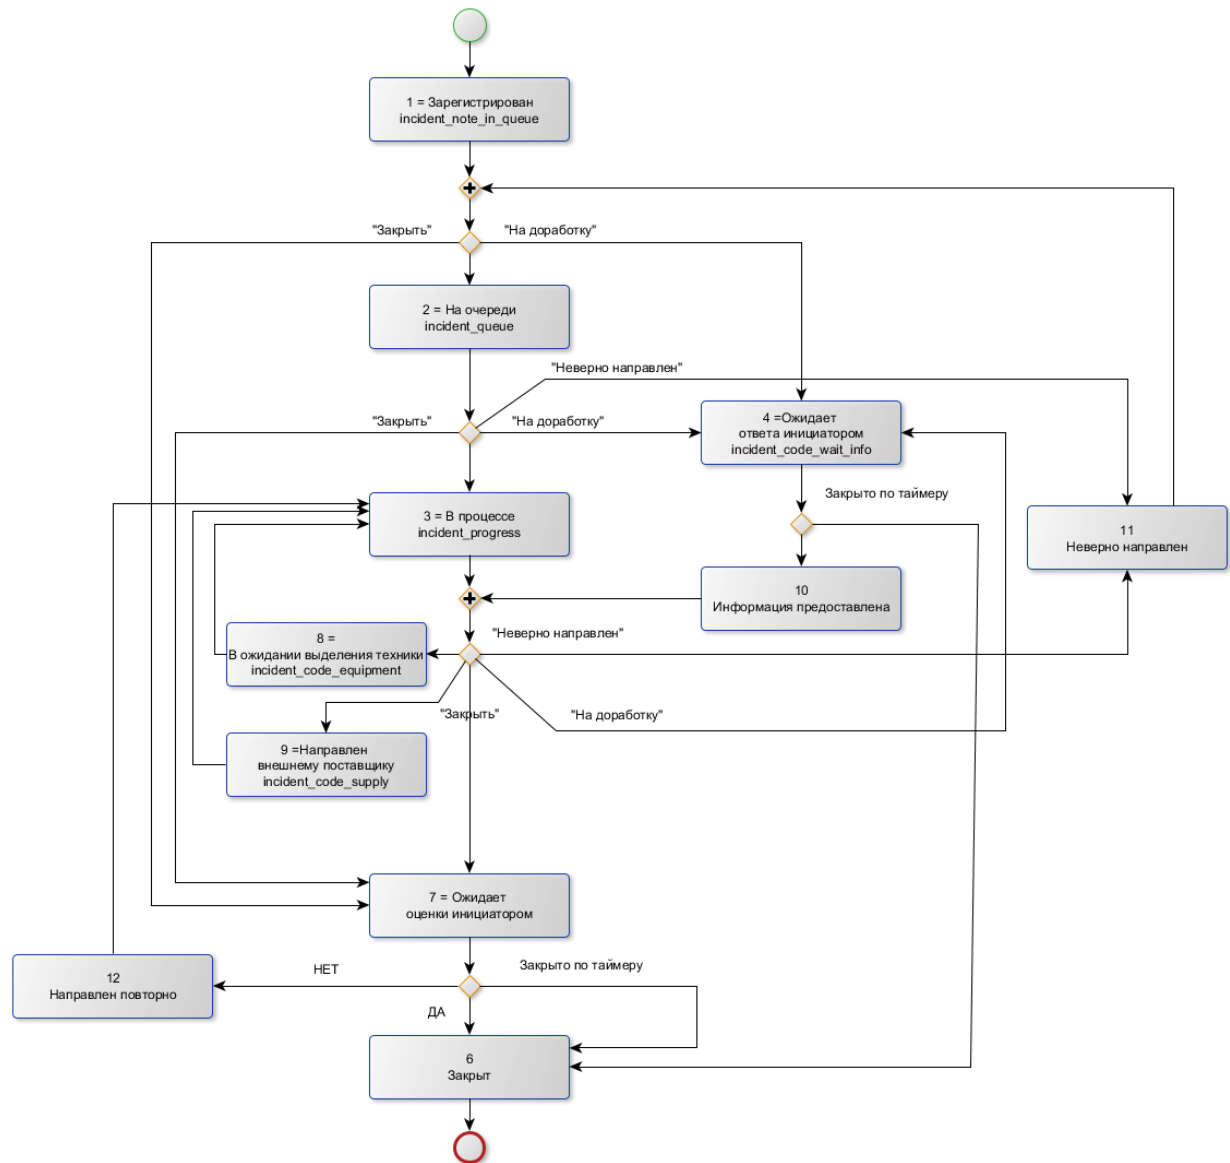 1 = Зарегистрирован
incident_note_in_queue
"Закрыть"
"На доработку"
2 = На очереди
incident_queue
"Неверно направлен"
"Закрыть"
"На доработку"
4 =Ожидает
ответа инициатором
incident_code_wait_info
Закрыто по таймеру
3 = В процессе
incident_progress
11
Неверно направлен
10
Информация предоставлена
"Неверно направлен"
8 =
В ожидании выделения техники
incident_code_equipment
"Закрыть"
"На доработку"
9 =Направлен
внешнему поставщику
incident_code_supply
7 = Ожидает
оценки инициатором
12
Направлен повторно
НЕТ
Закрыто по таймеру
ДА
6
Закрыт